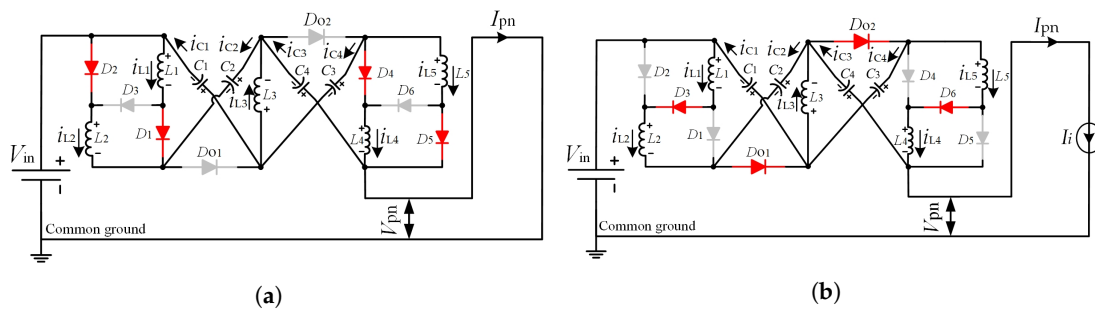 Do2
Ipn
iC1
iC2
iC3
iC4
D2
iL1
L1
C1
C2
C4
C3
D4
iL5
L5
D3
L3
D6
iL3
iL2
L2
D1
L4
iL4
D5
Vin
Do1
Vpn
Common ground
(a)
Do2
Ipn
iC1
iC2
iC3
iC4
D2
iL1
L1
C1
C2
C4
C3
D4
iL5
L5
D3
iL3
L3
D6
iL2
L2
D1
L4
iL4
D5
Vin
Do1
Ii
Vpn
Common ground
(b)